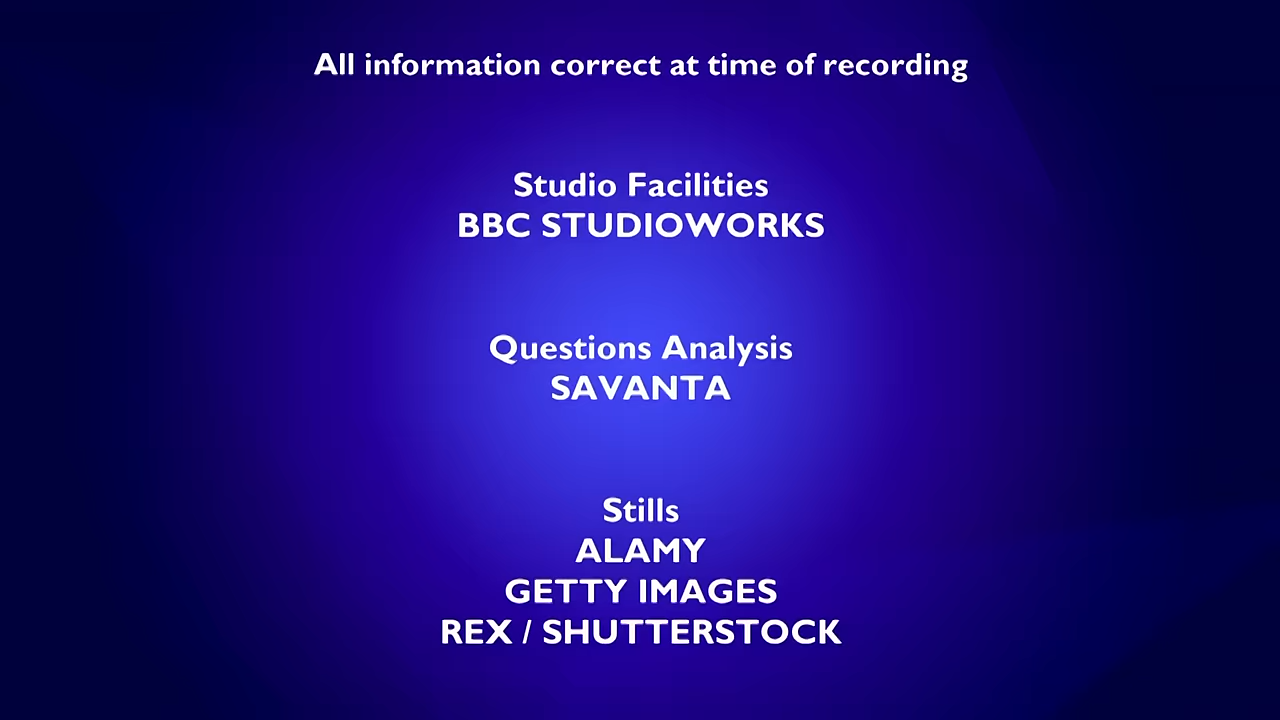 All information correct at time of recording
Studio Facilities
BBC STUDIOWORKS
Questions Analysis
SAVANTA
Stills
ALAMY
GETTY IMAGES
REX / SHUTTERSTOCK